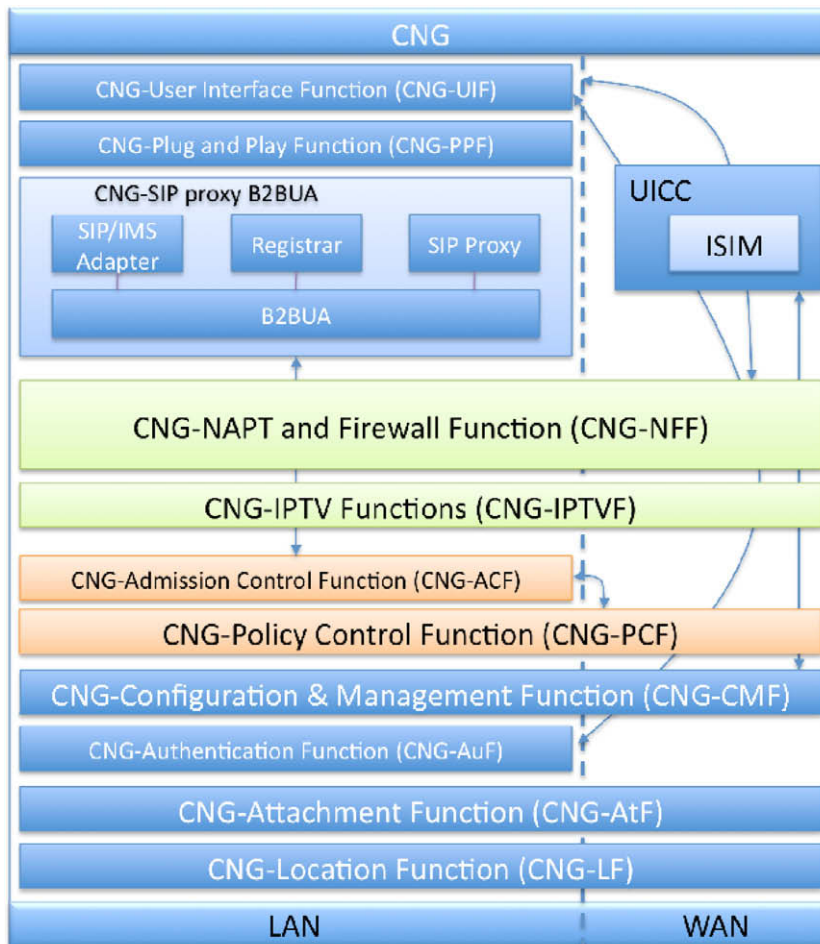 CNG
CNG-User Interface Function (CNG-UIF)
CNG-Plug and Play Function (CNG-PPF)
CNG-SIP proxy B2BUA
SIP/IMS
Adapter
Registrar
SIP Proxy
B2BUA
UICC
ISIM
CNG-NAPT and Firewall Function (CNG-NFF)
CNG-IPTV Functions (CNG-IPTVF)
CNG-Admission Control Function (CNG-ACF)
CNG-Policy Control Function (CNG-PCF)
CNG-Configuration & Management Function (CNG-CMF)
CNG-Authentication Function (CNG-AuF)
CNG-Attachment Function (CNG-AtF)
CNG-Location Function (CNG-LF)
LAN
WAN